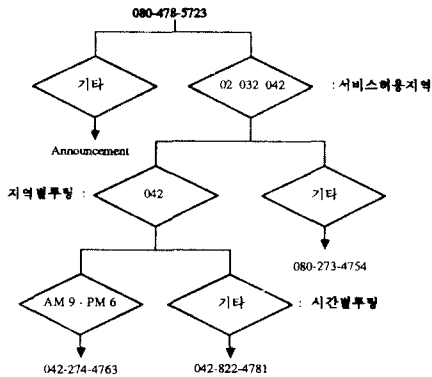 080-478-5723
기타
02 032 042
: 서비스허용지역
Announcement
지역별루팅 :
042
기타
080-273-4754
AM 9 - PM 6
기타
: 시간별루팅
042-274-4763
042-822-4781